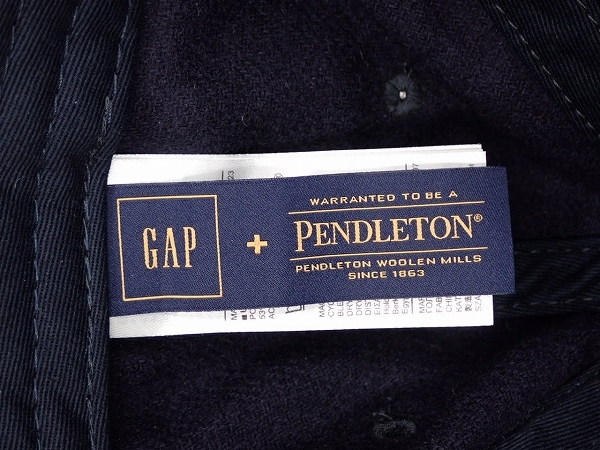 GAP
+
WARRANTED TO BE A
PENDLETON®
PENDLETON WOOLEN MILLS
SINCE 1863